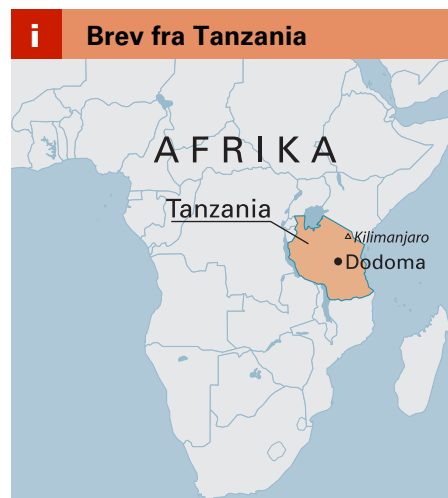 i Brev fra Tanzania
AFRIKA
Tanzania
Kilimanjaro
Dodoma